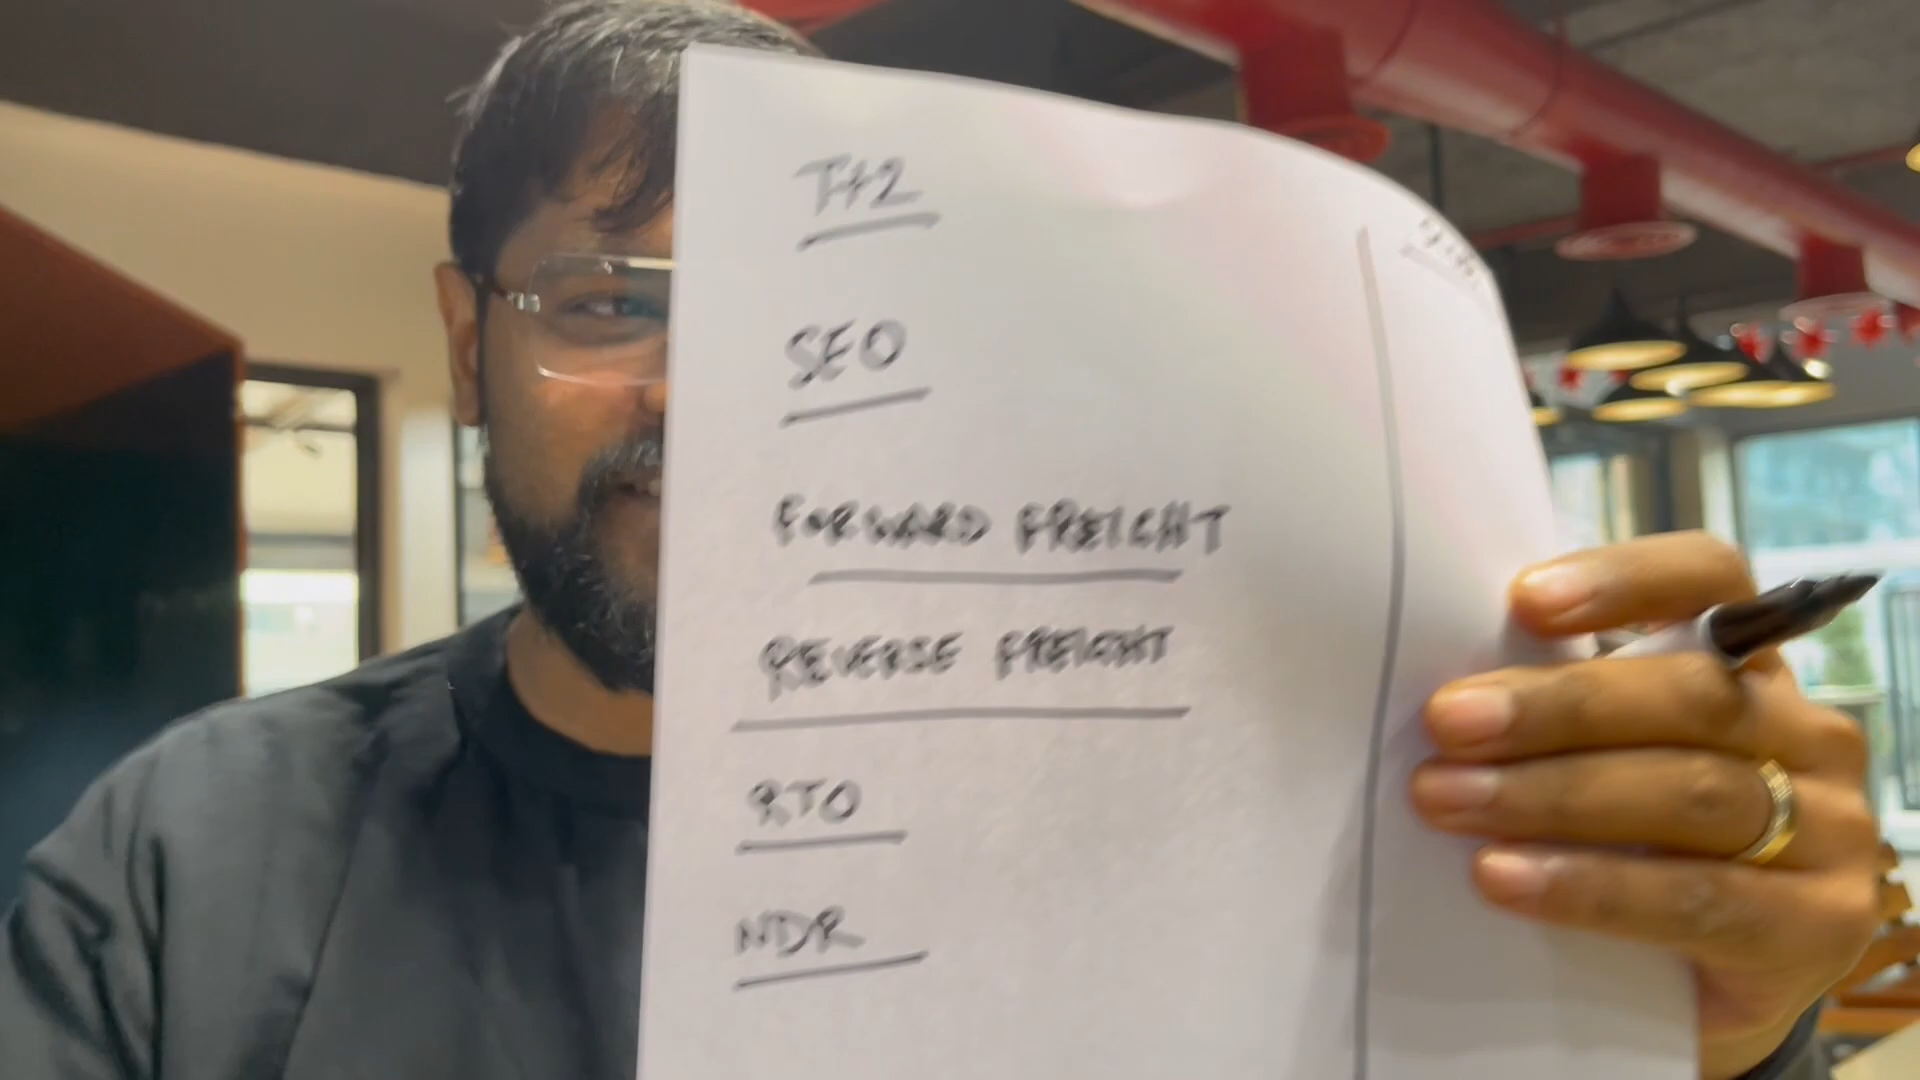 T+2
SEO
FORWARD FREIGHT
REVERSE FREIGHT
RTO
NDR